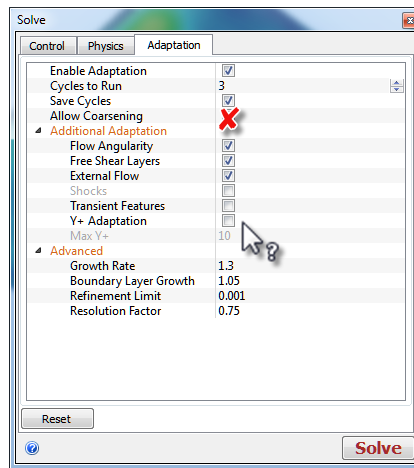 Solve
Control Physics Adaptation
Enable Adaptation
Cycles to Run 3
Save Cycles
Allow Coarsening
Additional Adaptation
Flow Angularity
Free Shear Layers
External Flow
Shocks
Transient Features
Y+ Adaptation
Max Y+ 10
Advanced
Growth Rate 1.3
Boundary Layer Growth 1.05
Refinement Limit 0.001
Resolution Factor 0.75
Reset
Solve